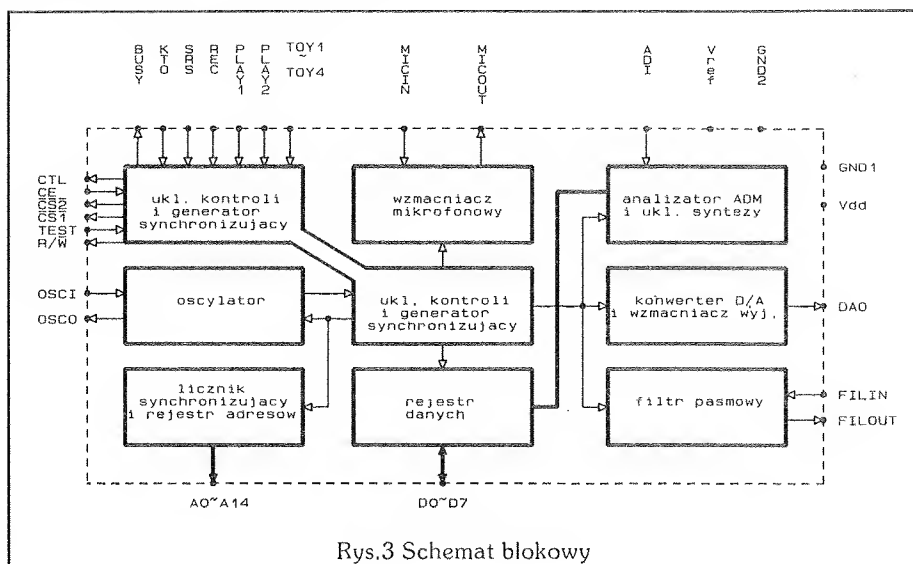 BUSY
KTO
SRS
REC
PLAY1
PLAY2
TOY1
~
TOY4
MICIN
MICOUT
ADI
Vref
GND2
CTL
CE
CS2
CS1
TEST
R/W
ukl. kontroli
i generator
synchronizujacy
wzmacniacz
mikrofonowy
analizator ADM
i ukl. syntezy
GND1
Vdd
OSCI
OSCO
oscylator
ukl. kontroli
i generator
synchronizujacy
konwerter D/A
i wzmacniacz wyj.
DAO
licznik
synchronizujacy
i rejestr adresow
rejestr
danych
filtr pasmowy
FILIN
FILOUT
A0~A14
D0~D7
Rys.3 Schemat blokowy